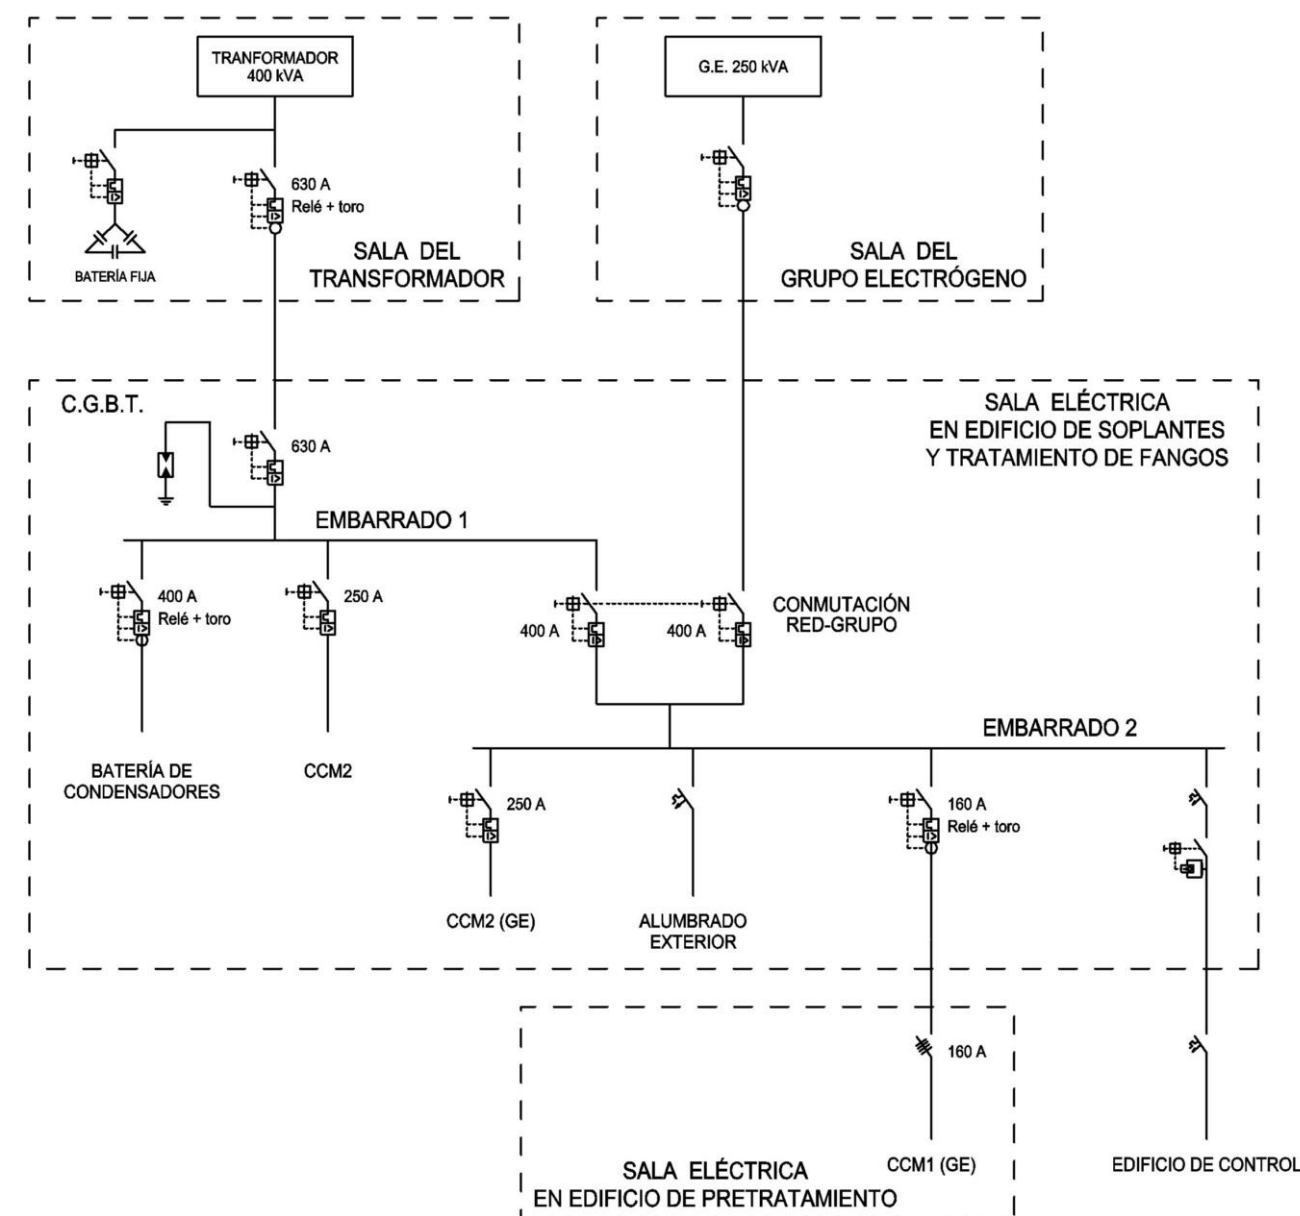 TRANFORMADOR
400 kVA
G.E. 250 kVA
630 A
Relé + toro
BATERÍA FIJA
SALA DEL
TRANSFORMADOR
SALA DEL
GRUPO ELECTRÓGENO
C.G.B.T.
630 A
SALA ELÉCTRICA
EN EDIFICIO DE SOPLANTES
Y TRATAMIENTO DE FANGOS
EMBARRADO 1
400 A
Relé + toro
250 A
400 A
400 A
CONMUTACIÓN
RED-GRUPO
BATERÍA DE
CONDENSADORES
CCM2
EMBARRADO 2
250 A
160 A
Relé + toro
CCM2 (GE)
ALUMBRADO
EXTERIOR
160 A
CCM1 (GE)
EDIFICIO DE CONTROL
SALA ELÉCTRICA
EN EDIFICIO DE PRETRATAMIENTO